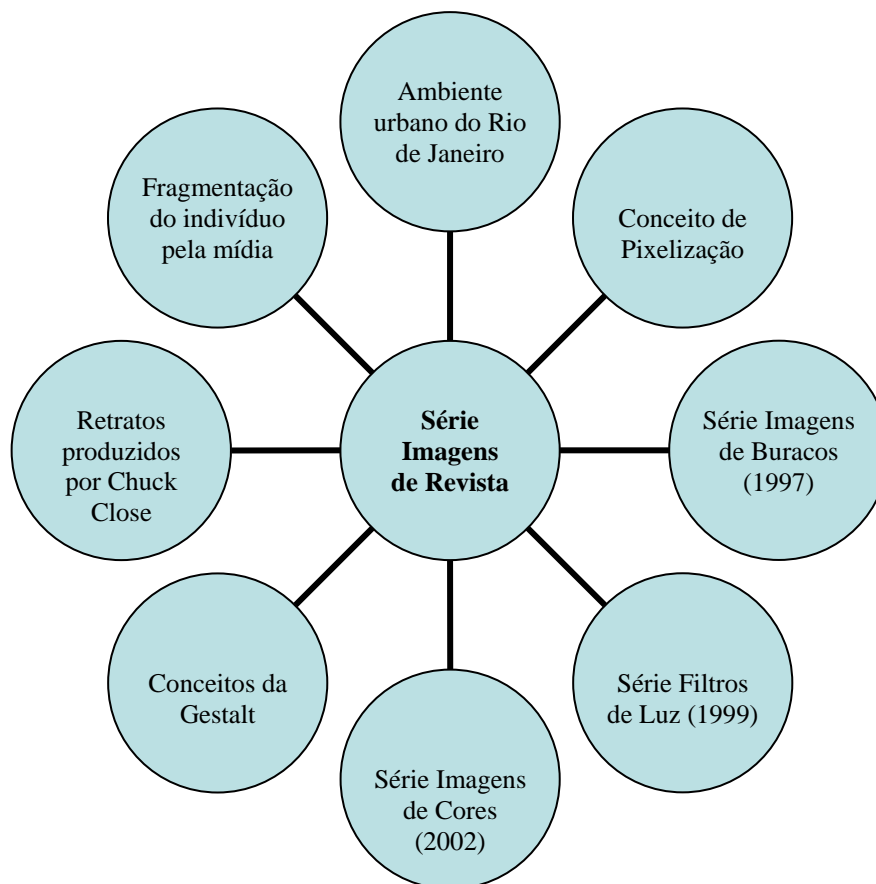 Ambiente
urbano do Rio
de Janeiro
Fragmentação
do indivíduo
pela mídia
Conceito de
Pixelização
Retratos
produzidos
por Chuck
Close
Série
Imagens
de Revista
Série Imagens
de Buracos
(1997)
Conceitos da
Gestalt
Série Filtros
de Luz (1999)
Série Imagens
de Cores
(2002)